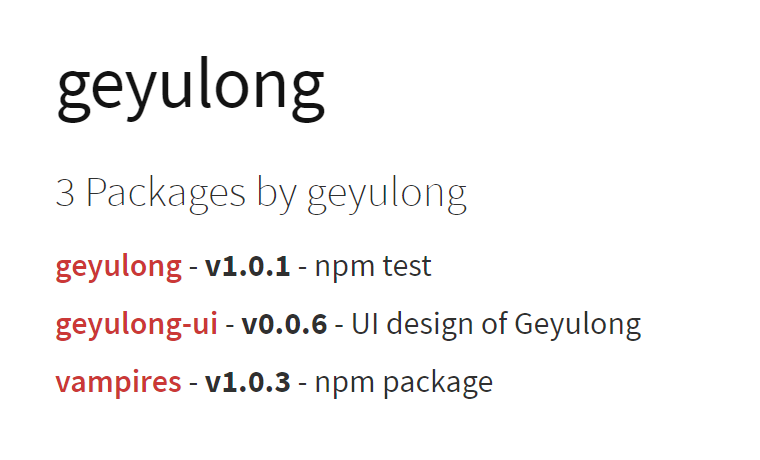 geyulong
3 Packages by geyulong
geyulong - v1.0.1 - npm test
geyulong-ui - v0.0.6 - UI design of Geyulong
vampires - v1.0.3 - npm package